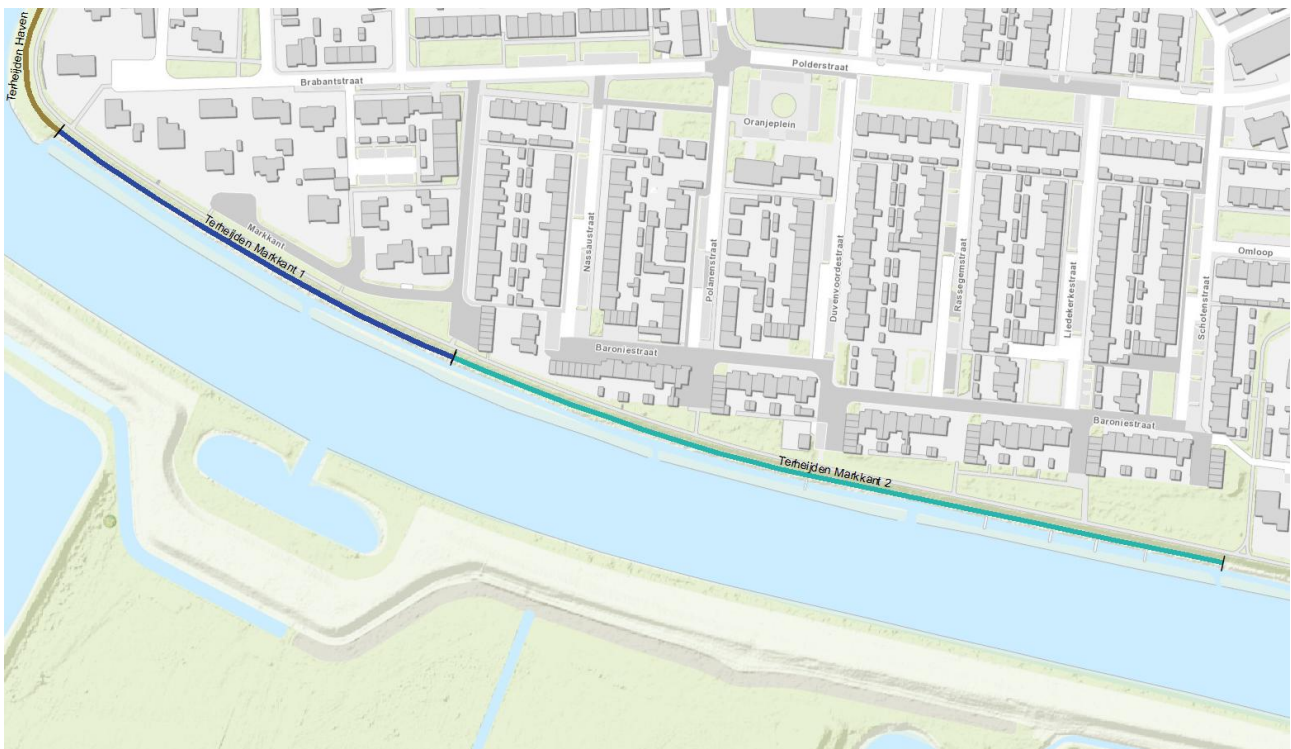 Terheijden Haven
Brabantstraat
Polderstraat
Oranjeplein
Markkant
Terheijden Markkant 1
Nassaustraat
Polanenstraat
Duvenvoordestraat
Rassegemstraat
Liedekerkestraat
Schotenstraat
Omloop
Baroniestraat
Baroniestraat
Terheijden Markkant 2